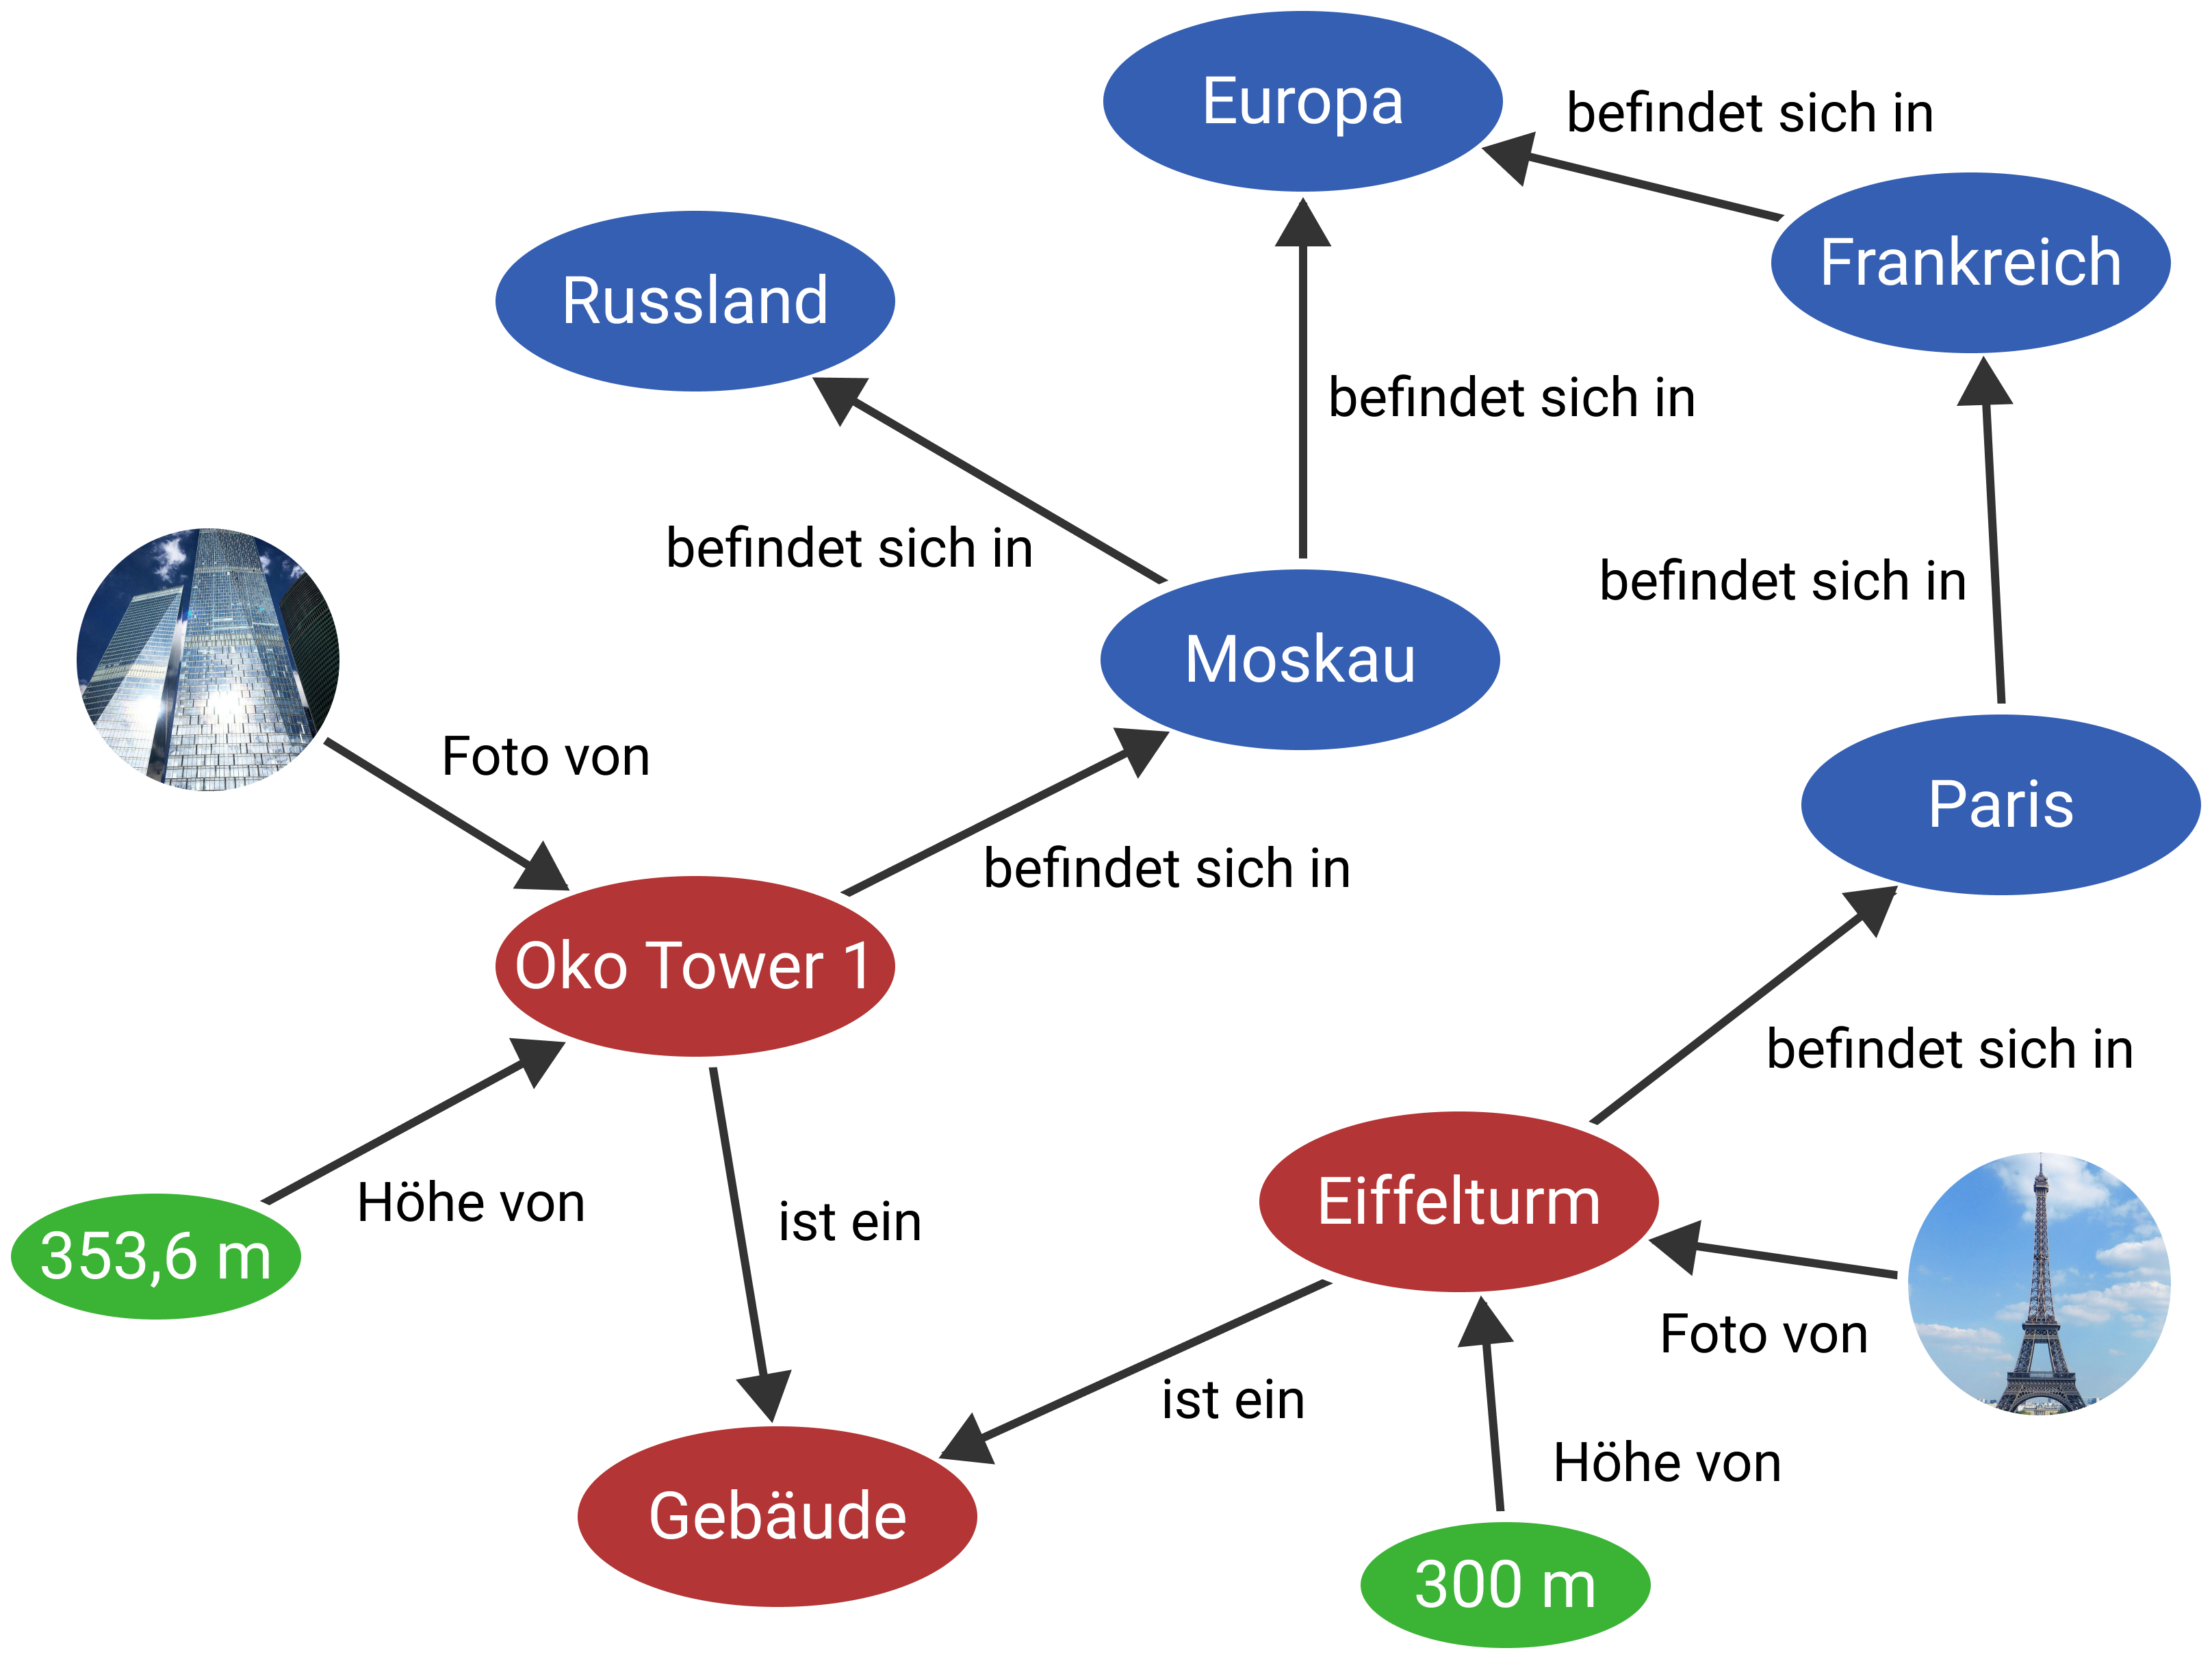 Europa
befindet sich in
Frankreich
Russland
befindet sich in
befindet sich in
befindet sich in
Moskau
Foto von
Paris
befindet sich in
Oko Tower 1
befindet sich in
Höhe von
ist ein
Eiffelturm
353,6 m
Foto von
ist ein
Höhe von
Gebäude
300 m